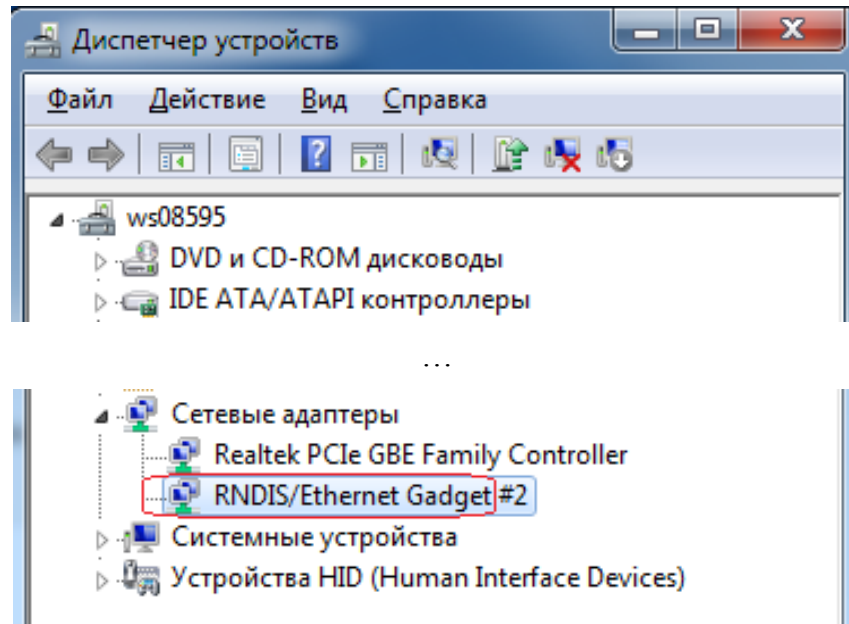 Диспетчер устройств
Файл Действие Вид Справка
ws08595
DVD и CD-ROM дисководы
IDE ATA/ATAPI контроллеры
...
Сетевые адаптеры
Realtek PCIe GBE Family Controller
RNDIS/Ethernet Gadget #2
Системные устройства
Устройства HID (Human Interface Devices)